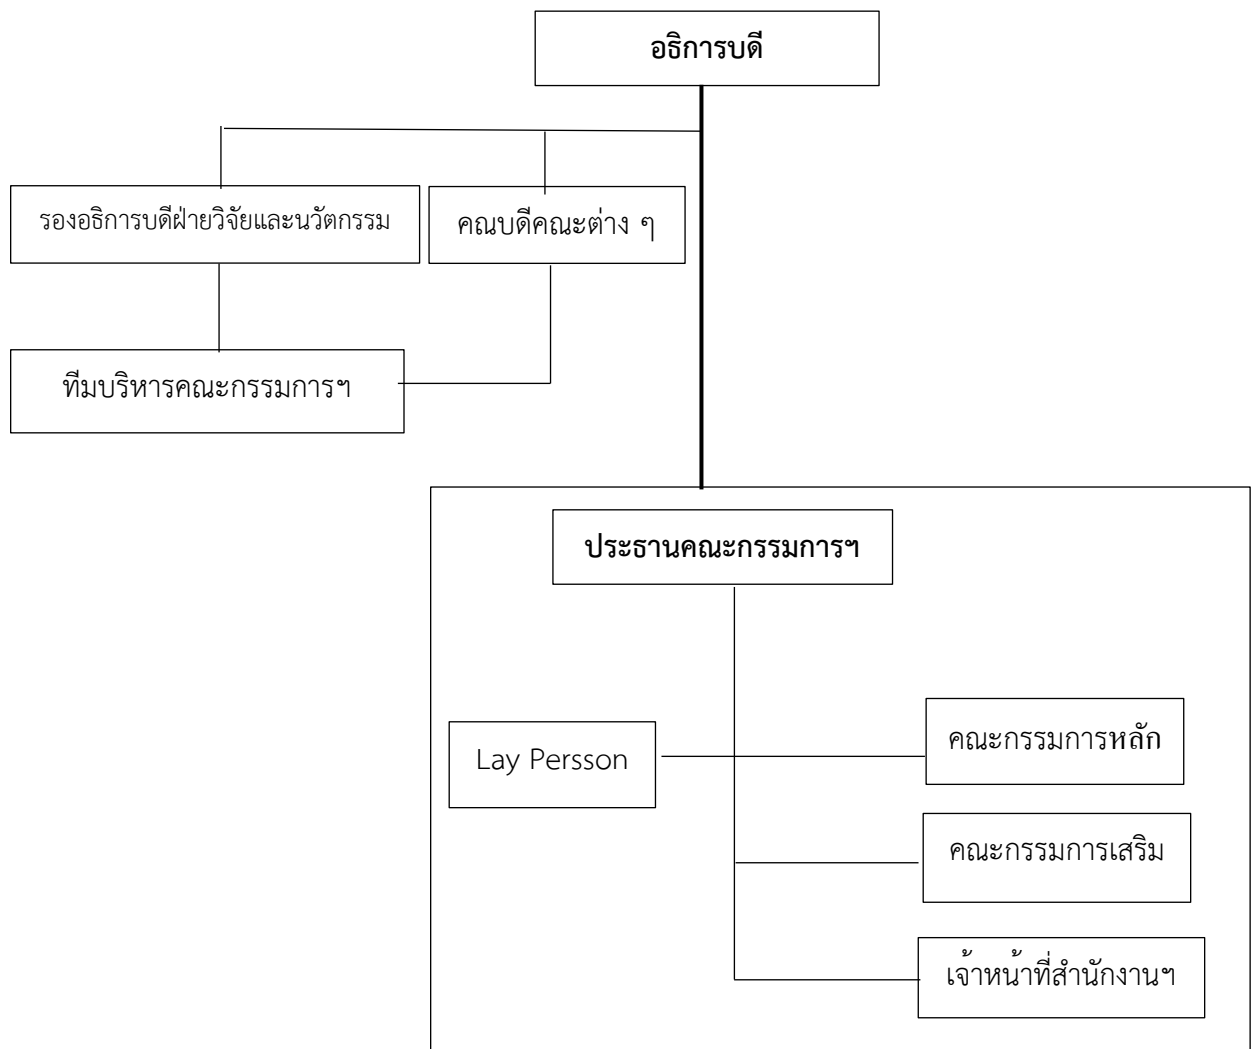 อธิการบดี
รองอธิการบดีฝ่ายวิจัยและนวัตกรรม
คณบดีคณะต่าง ๆ
ทีมบริหารคณะกรรมการฯ
ประธานคณะกรรมการฯ
Lay Persson
คณะกรรมการหลัก
คณะกรรมการเสริม
เจ้าหน้าที่สำนักงานฯ